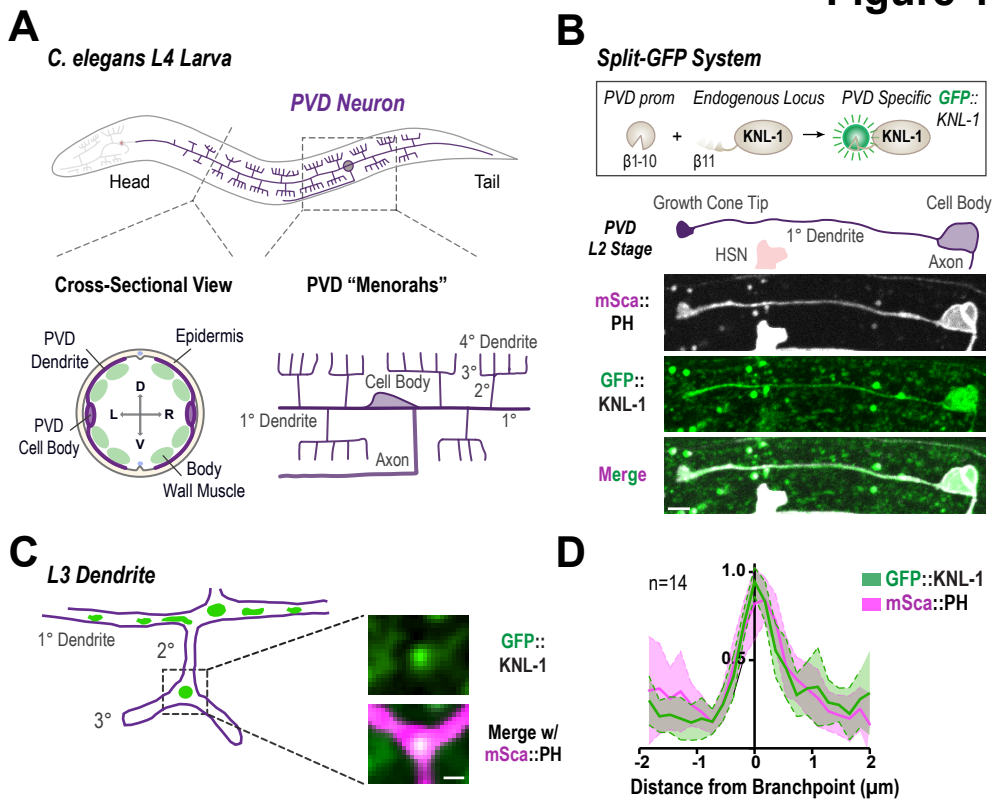 Figure 1
A
C. elegans L4 Larva
PVD Neuron
Head
Tail
Cross-Sectional View
PVD
Dendrite
Epidermis
D
L
R
V
PVD
Cell Body
Body
Wall Muscle
PVD “Menorahs”
4° Dendrite
3°
2°
Cell Body
1° Dendrite
1°
Axon
B
Split-GFP System
PVD prom
Endogenous Locus
PVD Specific
GFP::
KNL-1
+
KNL-1
KNL-1
β1-10
β11
Growth Cone Tip
Cell Body
PVD
L2 Stage
1° Dendrite
HSN
Axon
mSca::
PH
GFP::
KNL-1
Merge
C
L3 Dendrite
1° Dendrite
2°
3°
GFP::
KNL-1
Merge w/
mSca::PH
D
n=14
1.0
0.5
GFP::KNL-1
mSca::PH
-2 -1 0 1 2
Distance from Branchpoint (μm)